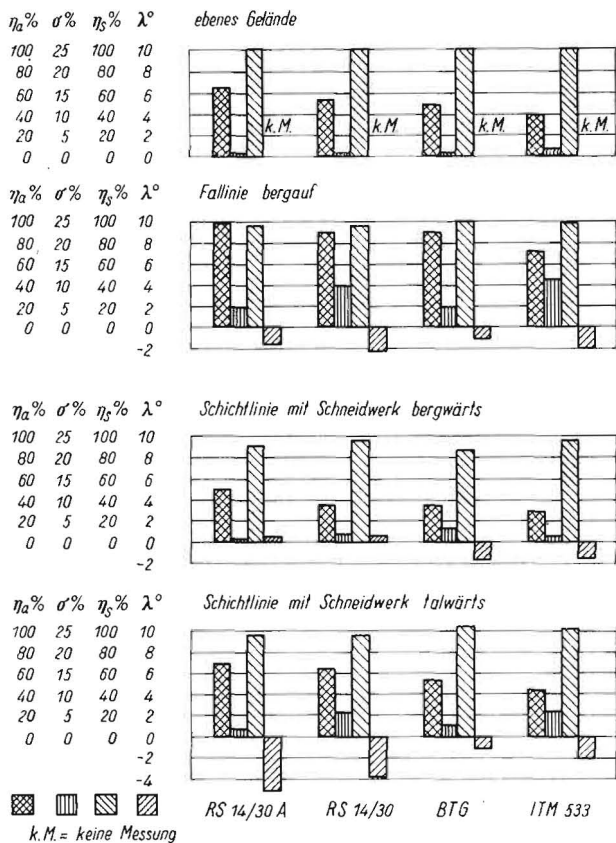 ηa% σ% ηs% λ° ebenes Gelände
100 25 100 10
80 20 80 8
60 15 60 6
40 10 40 4
20 5 20 2
0 0 0 0
k.M. k.M. k.M. k.M.
ηa% σ% ηs% λ° Fallinie bergauf
100 25 100 10
80 20 80 8
60 15 60 6
40 10 40 4
20 5 20 2
0 0 0 0
-2
ηa% σ% ηs% λ° Schichtlinie mit Schneidwerk bergwärts
100 25 100 10
80 20 80 8
60 15 60 6
40 10 40 4
20 5 20 2
0 0 0 0
-2
ηa% σ% ηs% λ° Schichtlinie mit Schneidwerk talwärts
100 25 100 10
80 20 80 8
60 15 60 6
40 10 40 4
20 5 20 2
0 0 0 0
-2
-4
RS 14/30 A RS 14/30 BTG ITM 533
k.M. = keine Messung